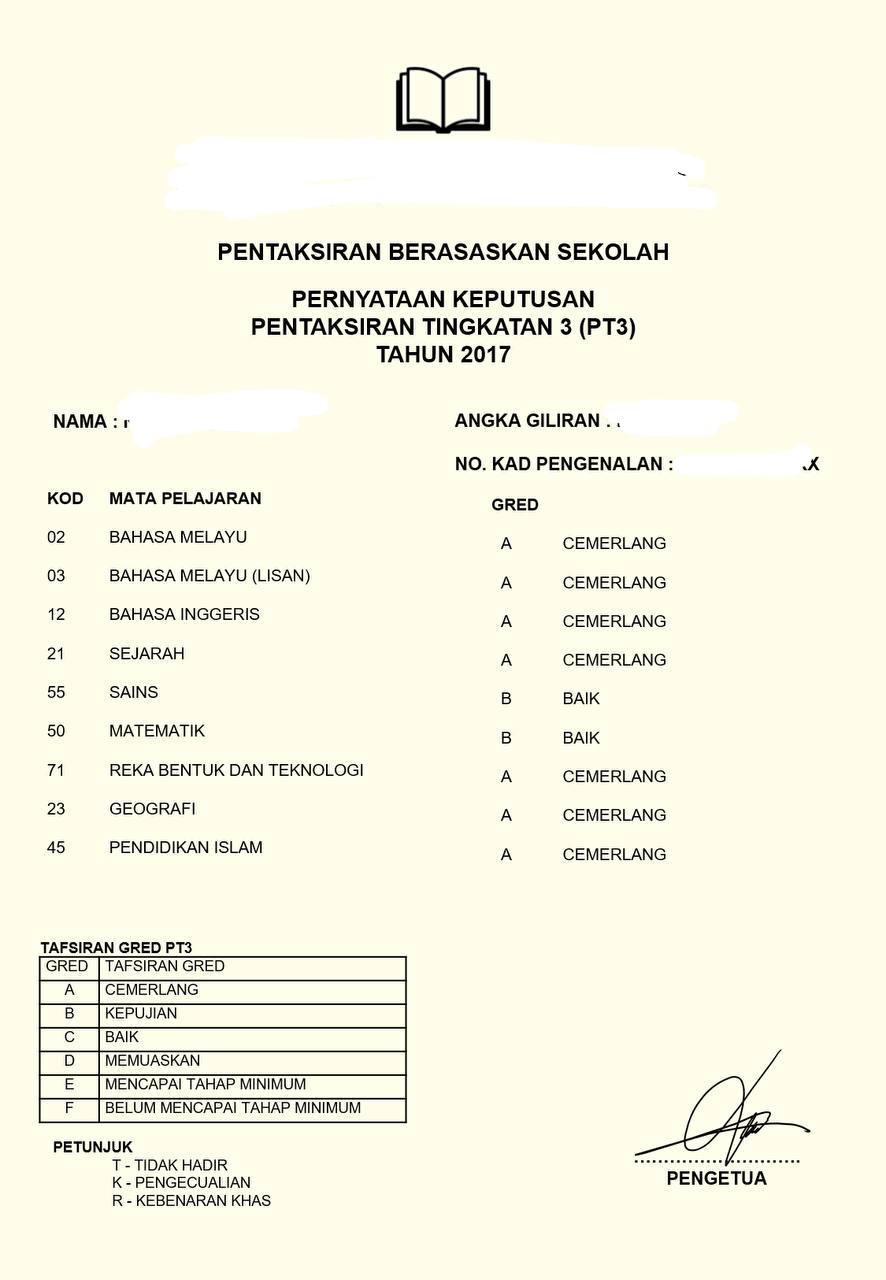 PENTAKSIRAN BERASASKAN SEKOLAH
PERNYATAAN KEPUTUSAN
PENTAKSIRAN TINGKATAN 3 (PT3)
TAHUN 2017
NAMA :
ANGKA GILIRAN :
NO. KAD PENGENALAN : X
KOD MATA PELAJARAN GRED
02 BAHASA MELAYU A CEMERLANG
03 BAHASA MELAYU (LISAN) A CEMERLANG
12 BAHASA INGGERIS A CEMERLANG
21 SEJARAH A CEMERLANG
55 SAINS B BAIK
50 MATEMATIK B BAIK
71 REKA BENTUK DAN TEKNOLOGI A CEMERLANG
23 GEOGRAFI A CEMERLANG
45 PENDIDIKAN ISLAM A CEMERLANG
TAFSIRAN GRED PT3
GRED TAFSIRAN GRED
A CEMERLANG
B KEPUJIAN
C BAIK
D MEMUASKAN
E MENCAPAI TAHAP MINIMUM
F BELUM MENCAPAI TAHAP MINIMUM
PETUNJUK
T - TIDAK HADIR
K - PENGECUALIAN
R - KEBENARAN KHAS
PENGETUA